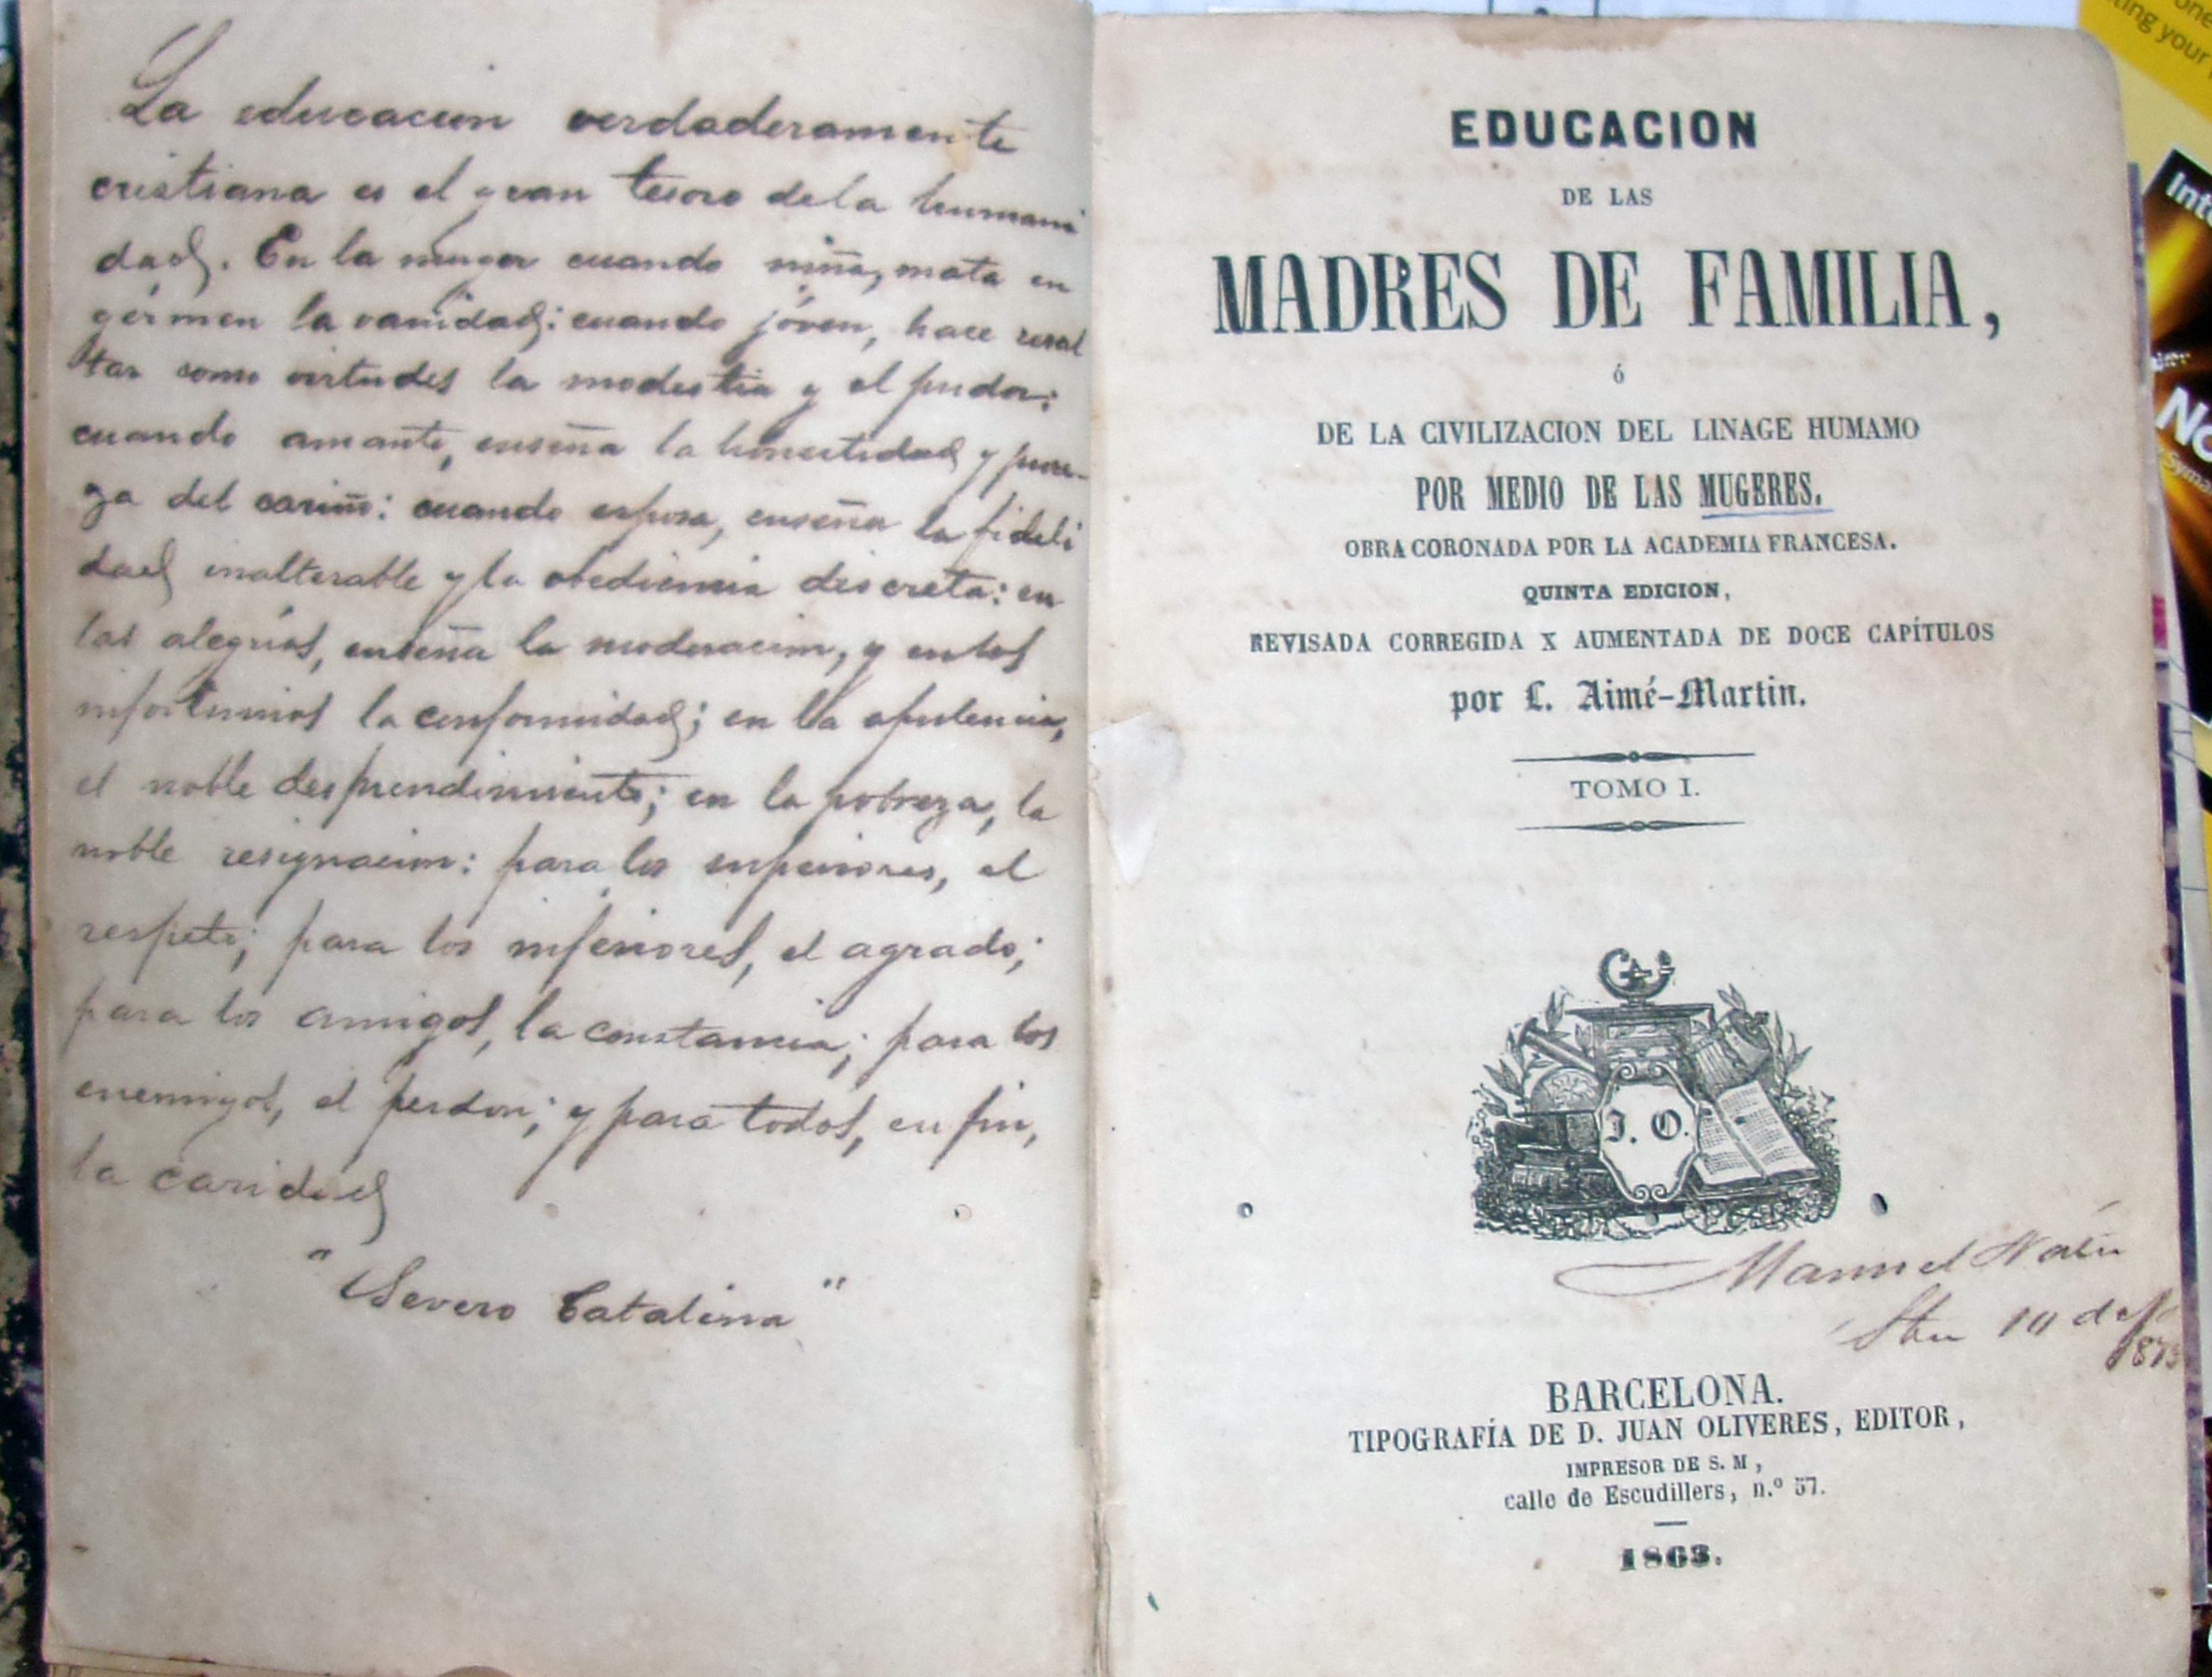 La educacion verdaderamente
cristiana es el gran tesoro de la humani
dad. En la muger cuando niña, mata en
gérmen la vanidad: cuando jóven, hace resal
tar como virtudes la modestia y el pudor:
cuando amante, enseña la honestidad y pure-
za del cariño: cuando esposa, enseña la fideli
dad inalterable y la obediencia discreta: en
las alegrias, enseña la moderacion, y en los
infortunios la conformidad; en la opulencia,
el noble desprendimiento; en la pobreza, la
noble resignacion: para los superiores, el
respeto; para los inferiores, el agrado;
para los amigos, la constancia; para los
enemigos, el perdon; y para todos, en fin,
la caridad
"Severo Catalina"
EDUCACION
DE LAS
MADRES DE FAMILIA,
ó
DE LA CIVILIZACION DEL LINAGE HUMAMO
POR MEDIO DE LAS MUGERES.
OBRA CORONADA POR LA ACADEMIA FRANCESA.
QUINTA EDICION,
REVISADA CORREGIDA X AUMENTADA DE DOCE CAPÍTULOS
por L. Aimé-Martin.
TOMO I.
J. O.
Manuel
10 de
BARCELONA.
TIPOGRAFÍA DE D. JUAN OLIVERES, EDITOR,
IMPRESOR DE S. M,
calle de Escudillers, n.º 57.
1863.
ting your